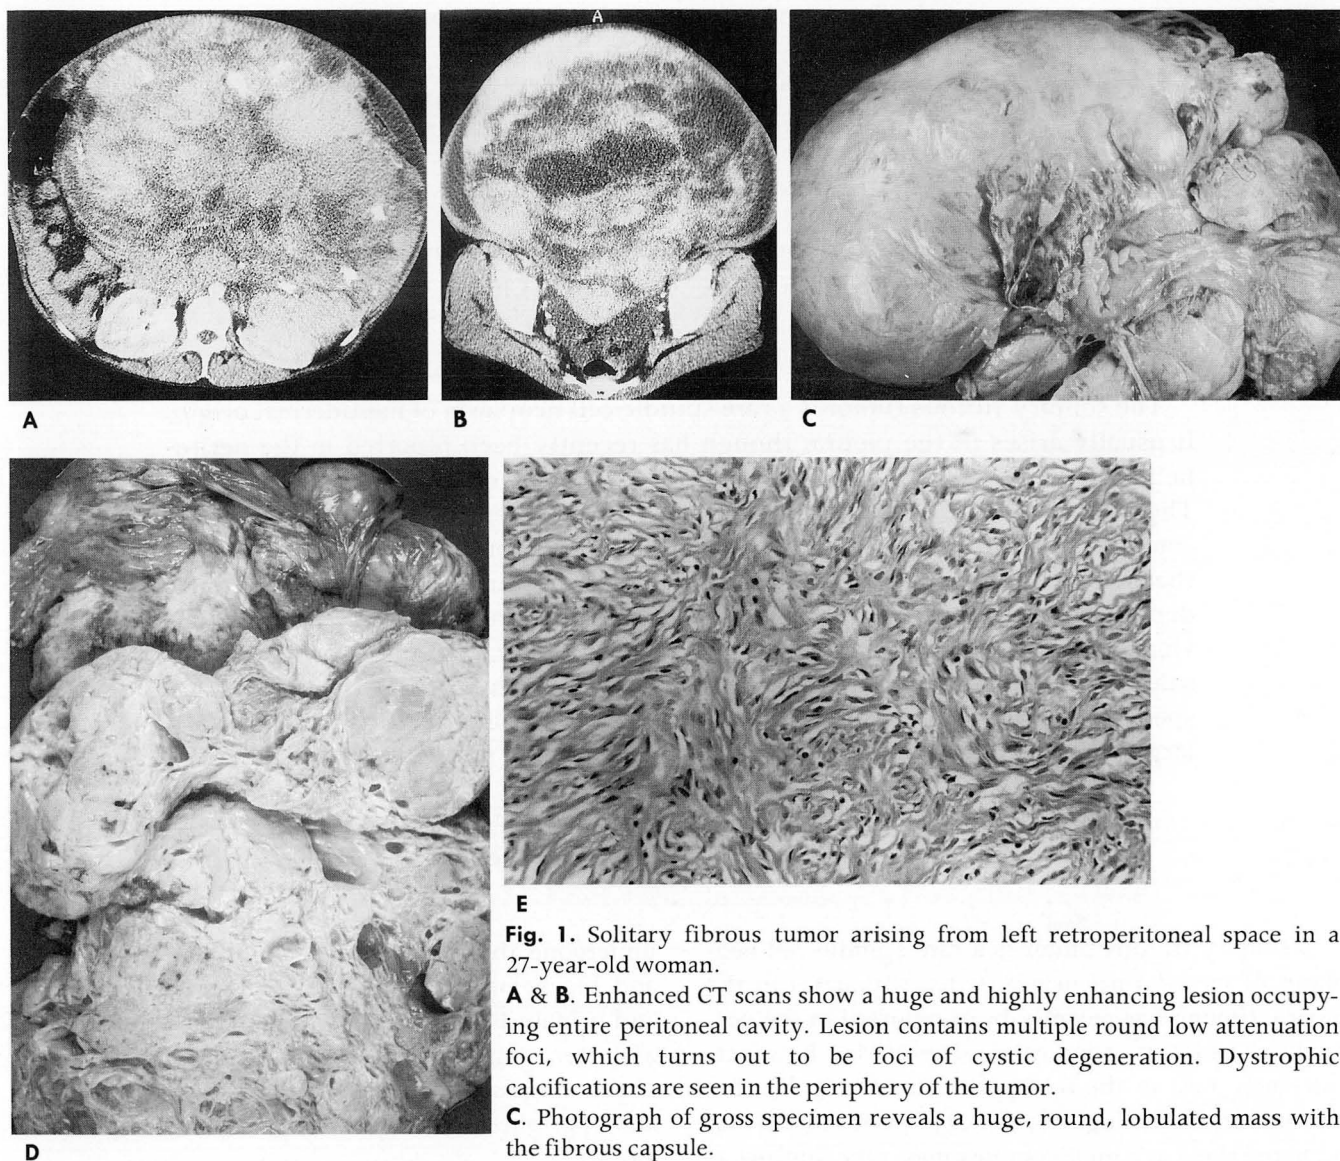 A
A
B
C
D
E
Fig. 1. Solitary fibrous tumor arising from left retroperitoneal space in a
27-year-old woman.
A & B. Enhanced CT scans show a huge and highly enhancing lesion occupy-
ing entire peritoneal cavity. Lesion contains multiple round low attenuation
foci, which turns out to be foci of cystic degeneration. Dystrophic
calcifications are seen in the periphery of the tumor.
C. Photograph of gross specimen reveals a huge, round, lobulated mass with
the fibrous capsule.